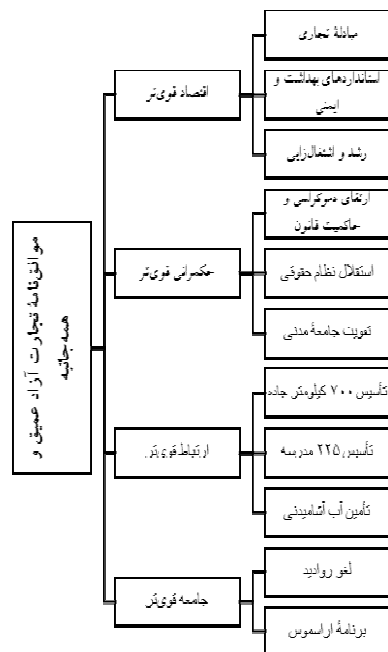 موافق‌نامهٔ تجارت آزاد عمیق و
همه جانبه
اقتصاد قوی‌تر
مبادلهٔ تجاری
استانداردهای بهداشت و
ایمنی
رشد و اشتغال‌زایی
حکمرانی قوی‌تر
ارتقای دموکراسی و
حاکمیت قانون
استقلال نظام حقوقی
تقویت جامعهٔ مدنی
ارتباط قوی‌تر
تأسیس ۷۰۰ کیلومتر جاده
تأسیس ۲۲۵ مدرسه
تأمین آب آشامیدنی
جامعه قوی‌تر
لغو روادید
برنامهٔ اراسموس